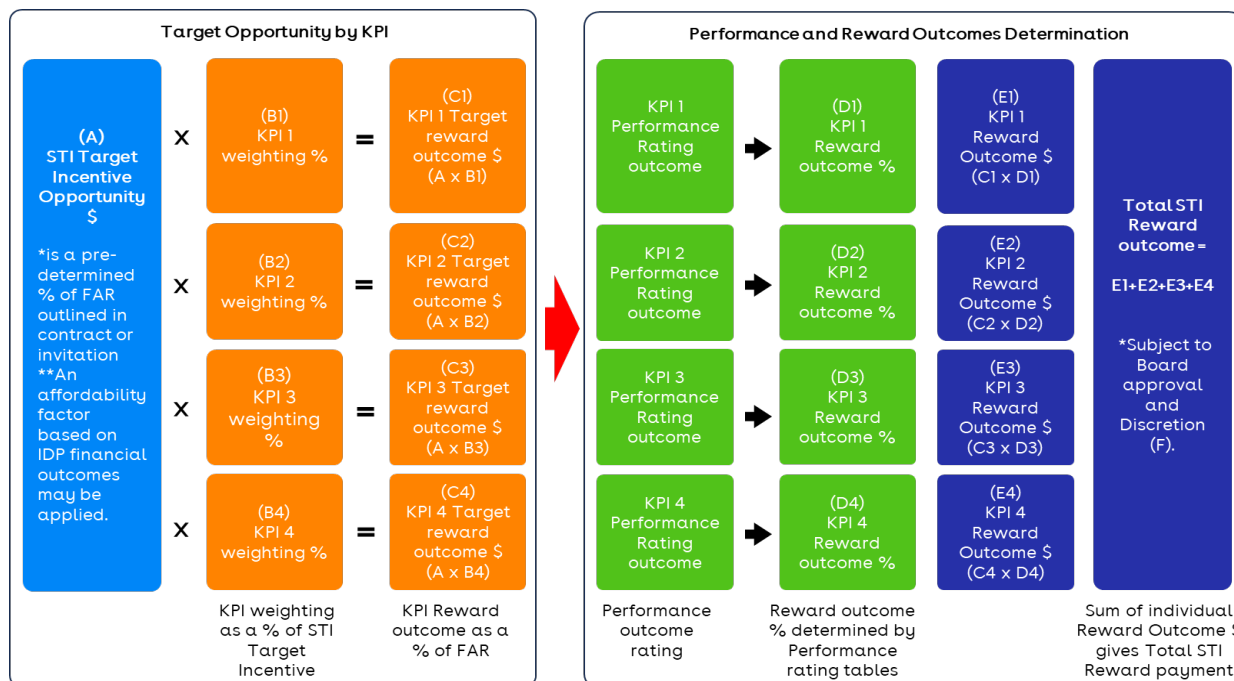 Target Opportunity by KPI
(A)
STI Target
Incentive
Opportunity
$
*is a pre-
determined
% of FAR
outlined in
contract or
invitation
**An
affordability
factor
based on
IDP financial
outcomes
may be
applied.
X
(B1)
KPI 1
weighting %
=
(C1)
KPI 1 Target
reward
outcome $
(A x B1)
X
(B2)
KPI 2
weighting %
=
(C2)
KPI 2 Target
reward
outcome $
(A x B2)
X
(B3)
KPI 3
weighting
%
=
(C3)
KPI 3 Target
reward
outcome $
(A x B3)
X
(B4)
KPI 4
weighting %
=
(C4)
KPI 4 Target
reward
outcome $
(A x B4)
KPI weighting
as a % of STI
Target
Incentive
KPI Reward
outcome as a
% of FAR
Performance and Reward Outcomes Determination
KPI 1
Performance
Rating
outcome
(D1)
KPI 1
Reward
outcome %
(E1)
KPI 1
Reward
Outcome $
(C1 x D1)
KPI 2
Performance
Rating
outcome
(D2)
KPI 2
Reward
outcome %
(E2)
KPI 2
Reward
Outcome $
(C2 x D2)
KPI 3
Performance
Rating
outcome
(D3)
KPI 3
Reward
outcome %
(E3)
KPI 3
Reward
Outcome $
(C3 x D3)
KPI 4
Performance
Rating
outcome
(D4)
KPI 4
Reward
outcome %
(E4)
KPI 4
Reward
Outcome $
(C4 x D4)
Total STI
Reward
outcome =
E1+E2+E3+E4
*Subject to
Board
approval
and
Discretion
(F).
Performance
outcome
rating
Reward outcome
% determined by
Performance
rating tables
Sum of individual
Reward Outcome $
gives Total STI
Reward payment